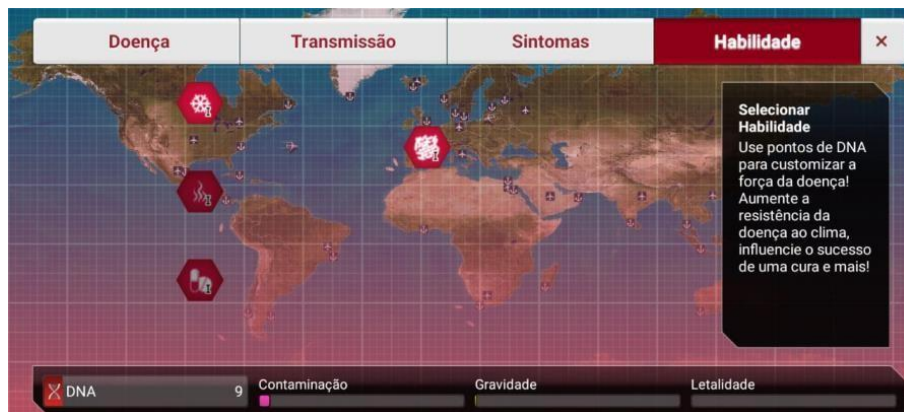 Doença
Transmissão
Sintomas
Habilidade
×
Selecionar
Habilidade
Use pontos de DNA
para customizar a
força da doença!
Aumente a
resistência da
doença ao clima,
influencie o sucesso
de uma cura e mais!
DNA
9
Contaminação
Gravidade
Letalidade